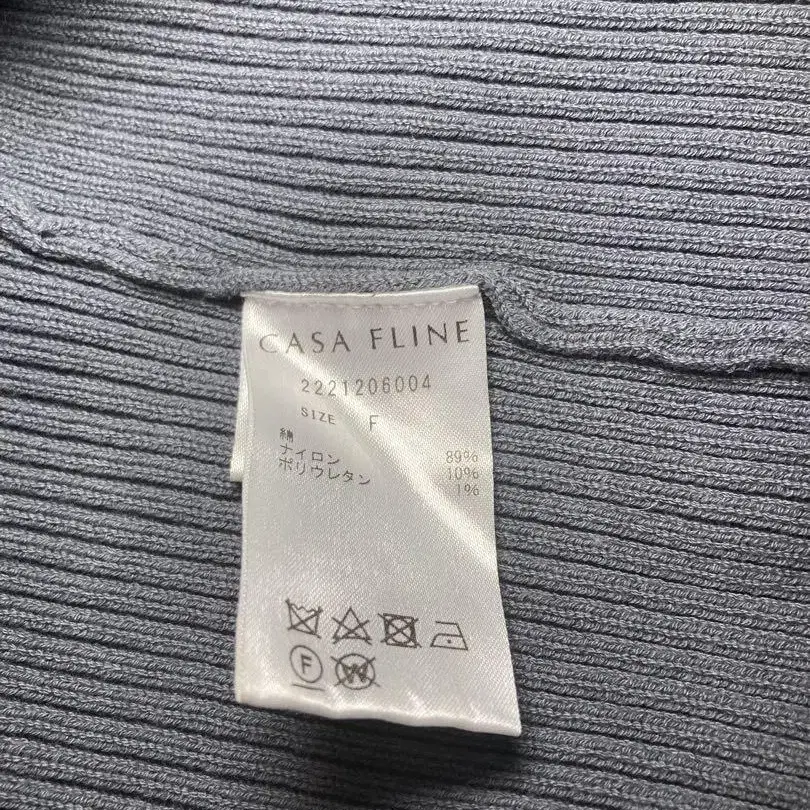 CASA FLINE
2221206004
SIZE F
綿 89%
ナイロン 10%
ポリウレタン 1%
F W